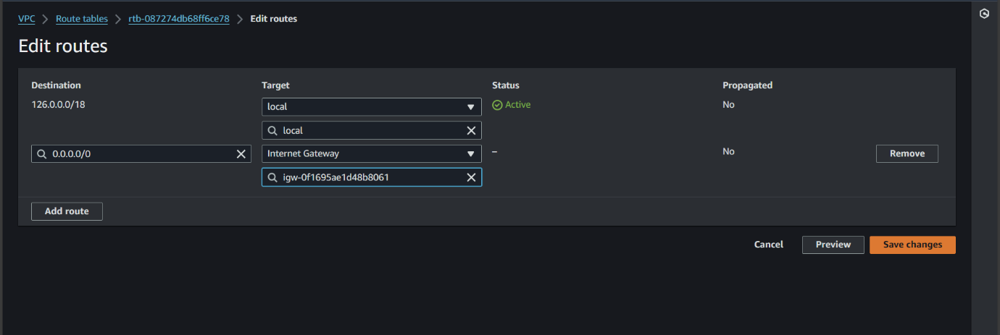 VPC > Route tables > rtb-087274db68ff6ce78 > Edit routes
Edit routes
Destination Target Status Propagated
126.0.0.0/18 local Active No
local
0.0.0.0/0 Internet Gateway – No Remove
igw-0f1695ae1d48b8061
Add route
Cancel Preview Save changes